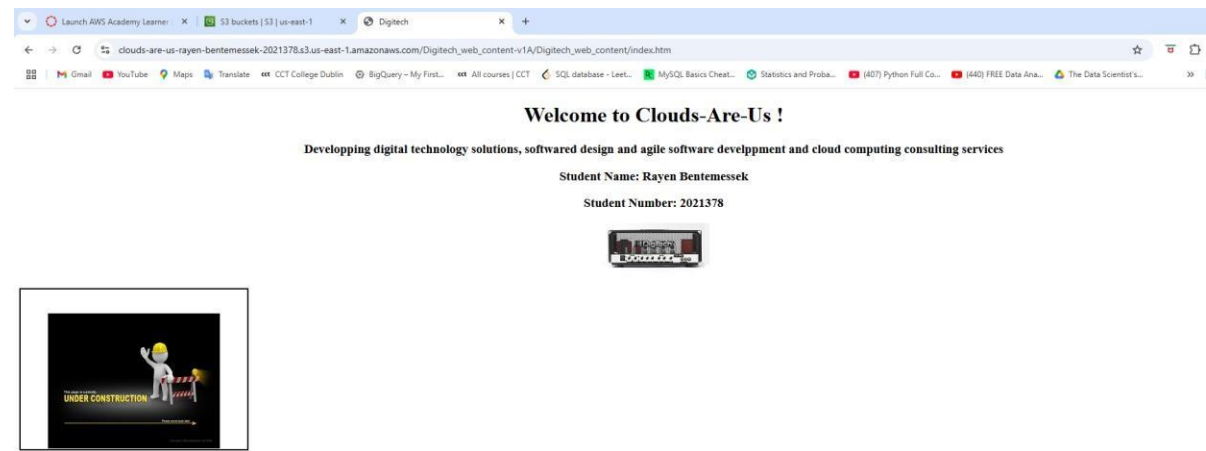 Launch AWS Academy Learner
S3 buckets | S3 | us-east-1
Digitech
clouds-are-us-rayen-bentemessek-2021378.s3.us-east-1.amazonaws.com/Digitech_web_content-v1A/Digitech_web_content/index.htm
Gmail YouTube Maps Translate CCT College Dublin BigQuery – My First... All courses | CCT SQL database - Leet... MySQL Basics Cheat... Statistics and Proba... (407) Python Full Co... (440) FREE Data Ana... The Data Scientist's...
Welcome to Clouds-Are-Us !
Developping digital technology solutions, softwared design and agile software develppment and cloud computing consulting services
Student Name: Rayen Bentemessek
Student Number: 2021378
UNDER CONSTRUCTION